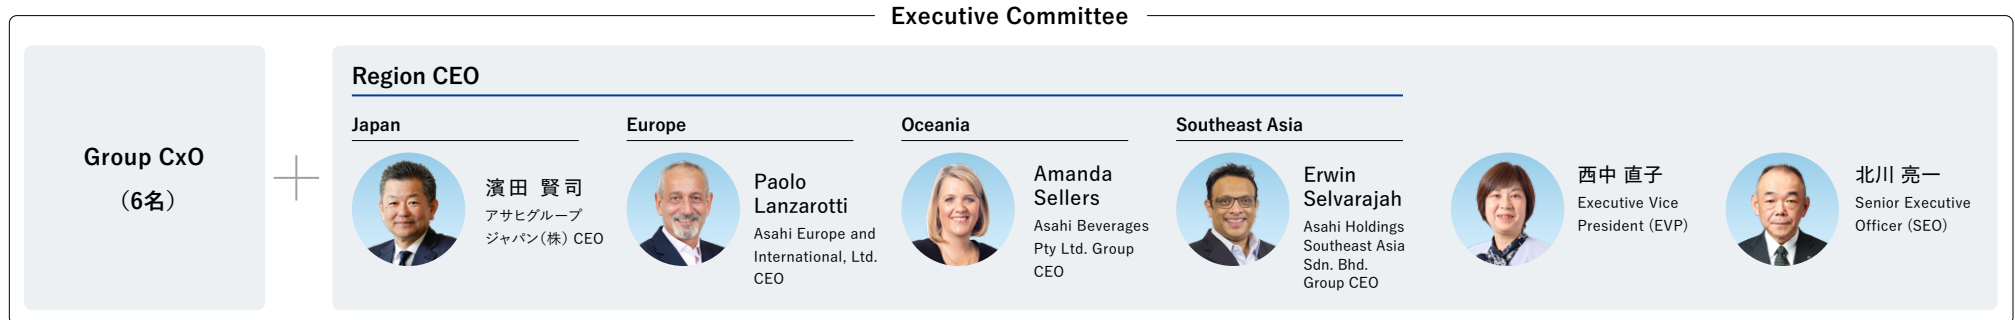 Executive Committee
Group CxO
（6名）
Region CEO
Japan
濱田 賢司
アサヒグループ
ジャパン（株） CEO
Europe
Paolo
Lanzarotti
Asahi Europe and
International, Ltd.
CEO
Oceania
Amanda
Sellers
Asahi Beverages
Pty Ltd. Group
CEO
Southeast Asia
Erwin
Selvarajah
Asahi Holdings
Southeast Asia
Sdn. Bhd.
Group CEO
西中 直子
Executive Vice
President (EVP)
北川 亮一
Senior Executive
Officer (SEO)